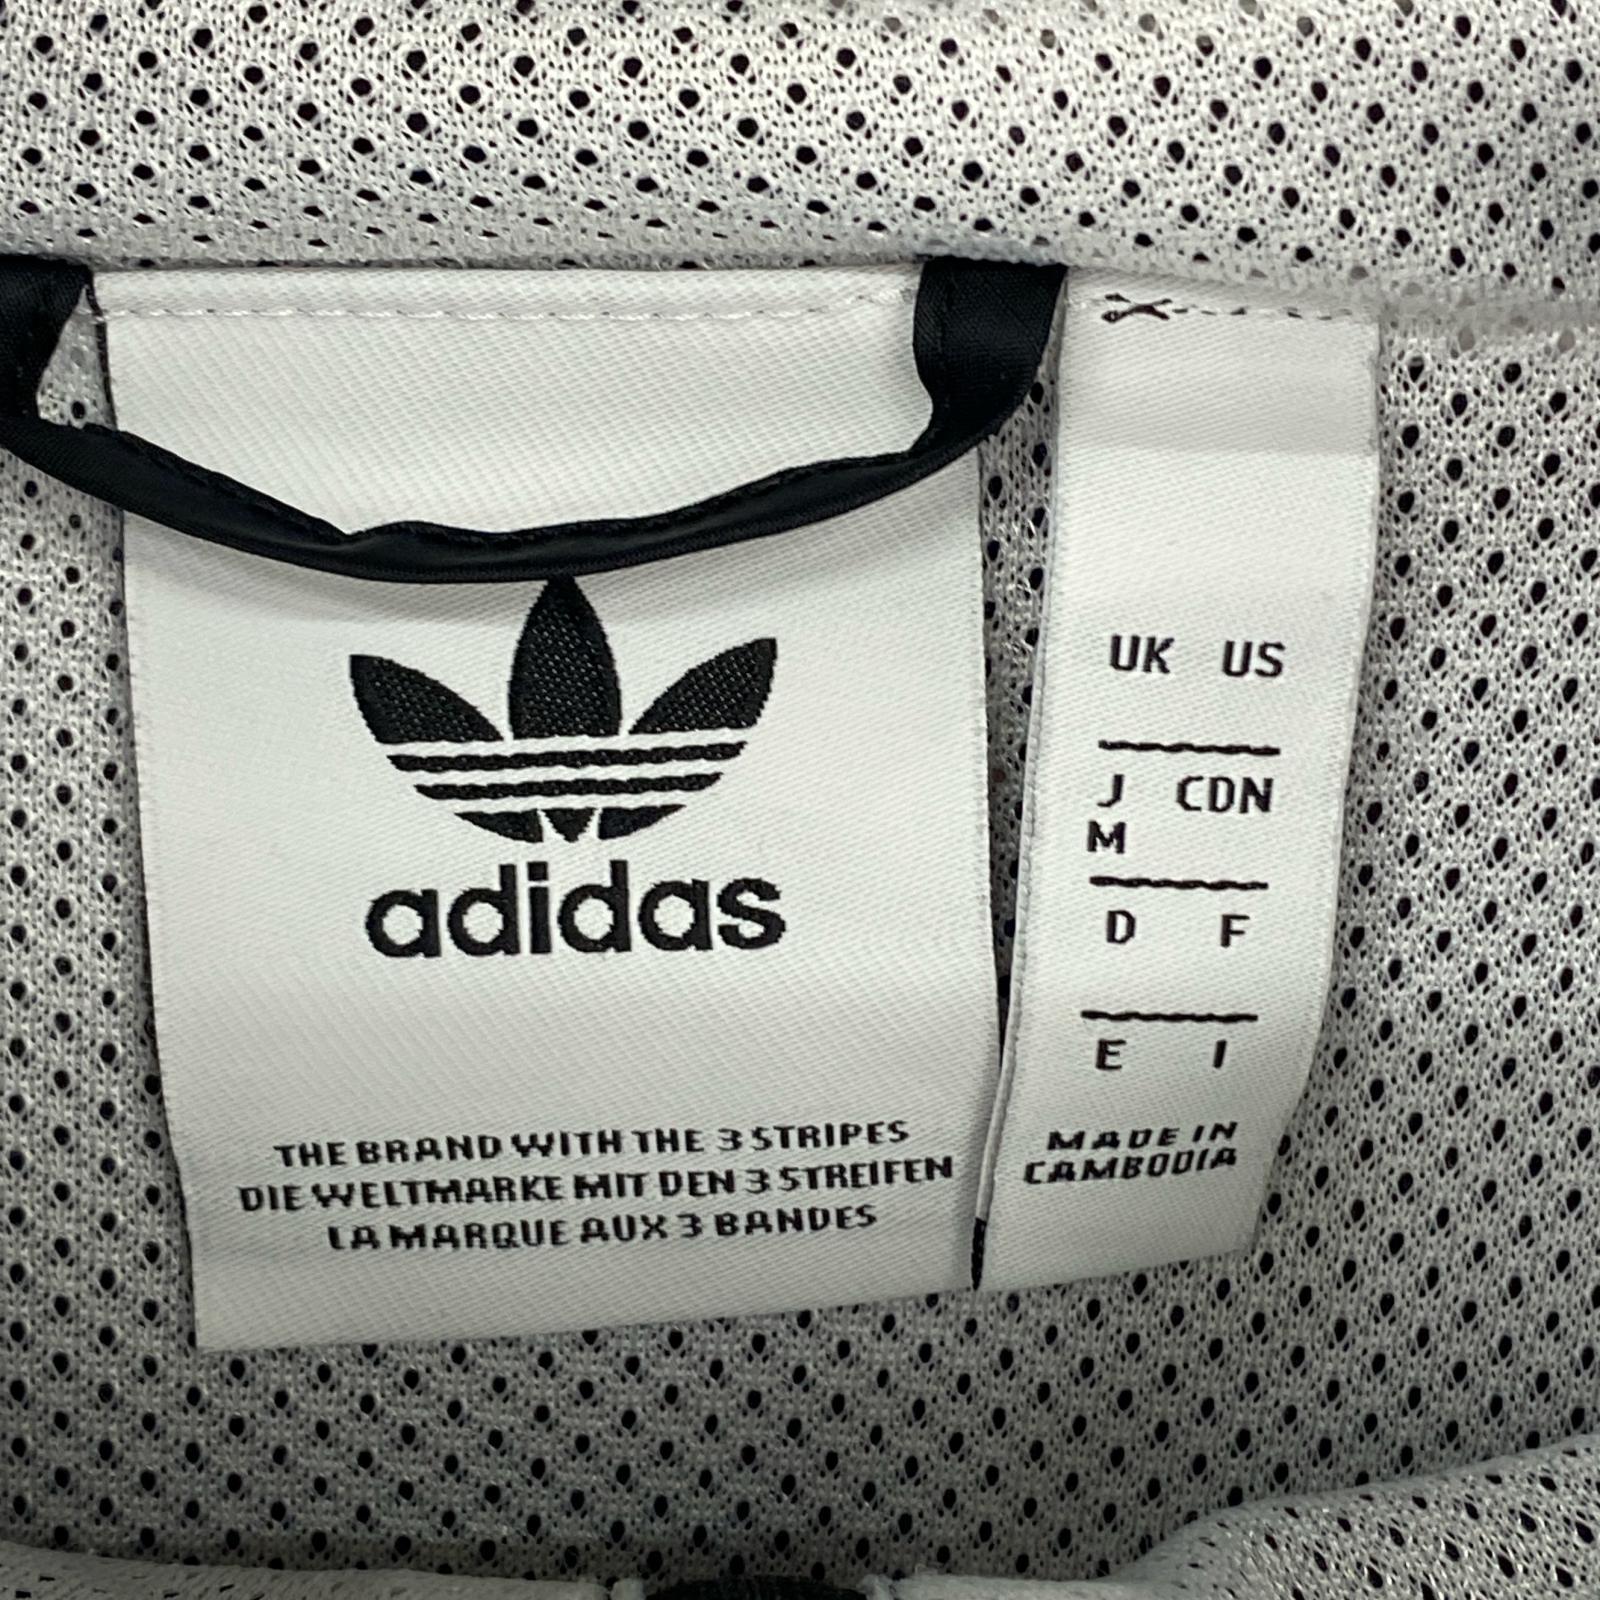 adidas
THE BRAND WITH THE 3 STRIPES
DIE WELTMARKE MIT DEN 3 STREIFEN
LA MARQUE AUX 3 BANDES
UK US
J CDN
M
D F
E I
MADE IN
CAMBODIA